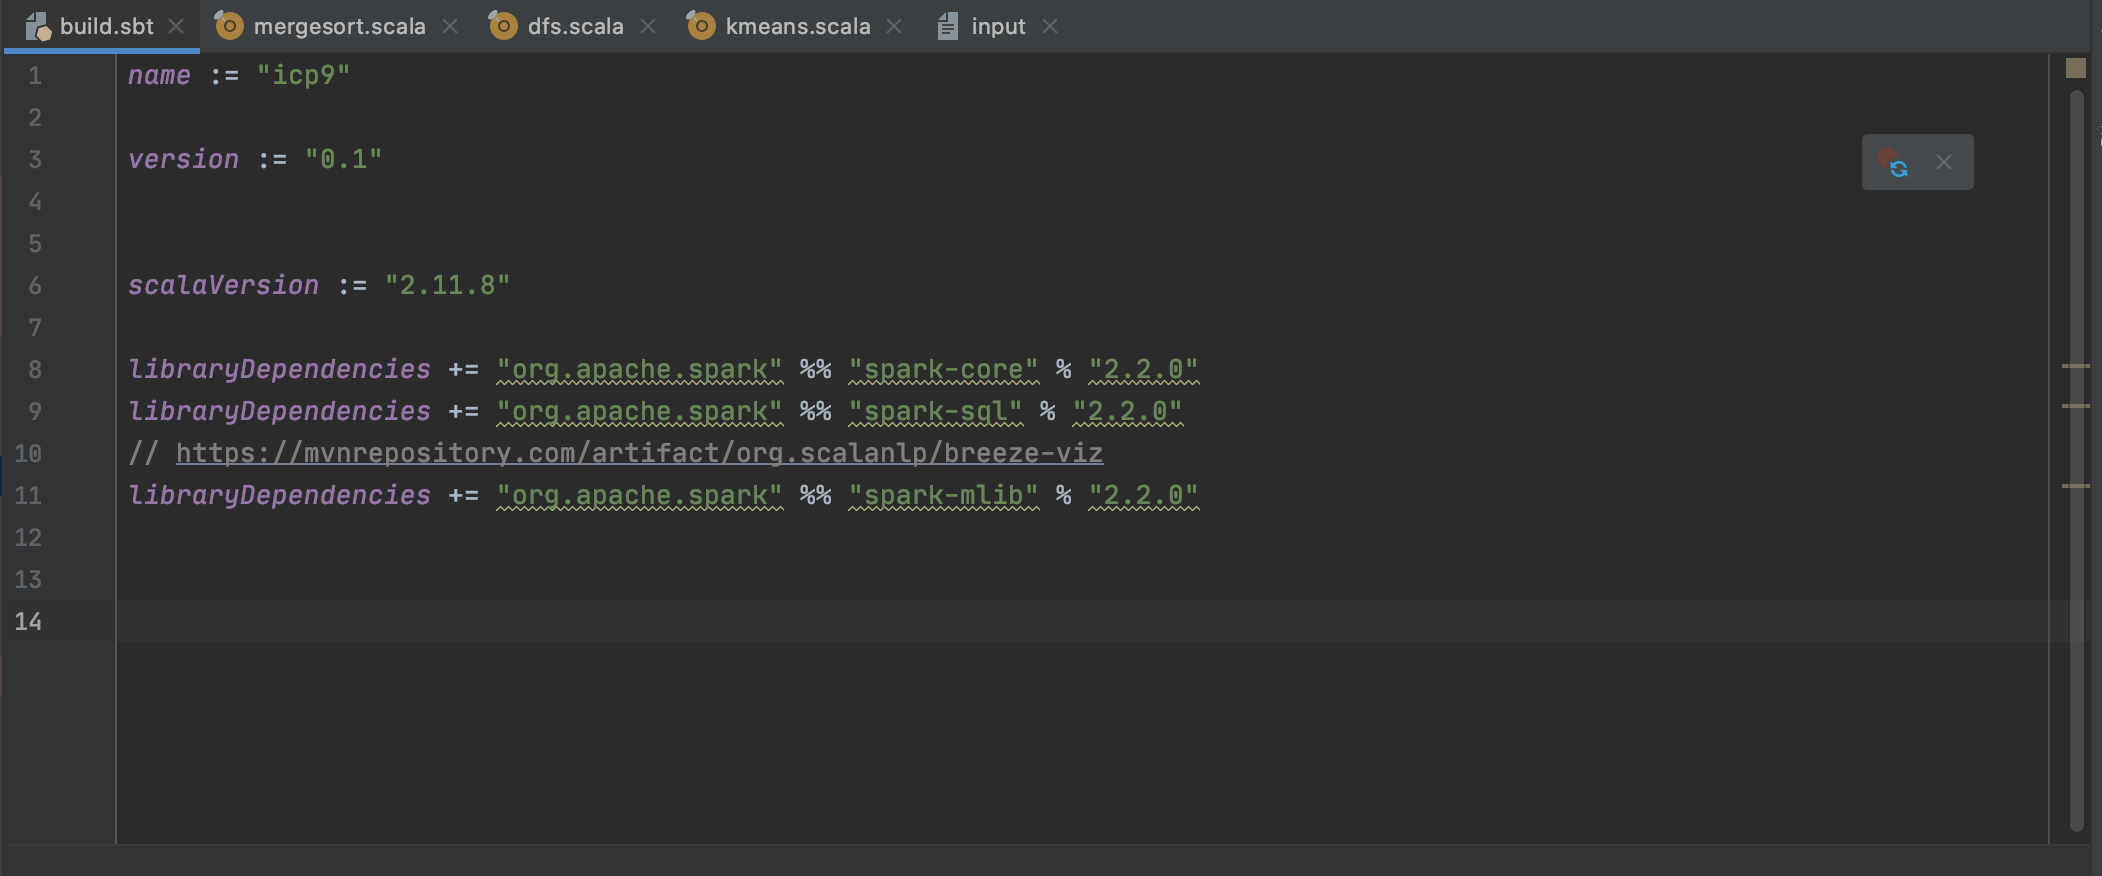 build.sbt mergesort.scala dfs.scala kmeans.scala input
1 name := "icp9"
2
3 version := "0.1"
4
5
6 scalaVersion := "2.11.8"
7
8 libraryDependencies += "org.apache.spark" %% "spark-core" % "2.2.0"
9 libraryDependencies += "org.apache.spark" %% "spark-sql" % "2.2.0"
10 // https://mvnrepository.com/artifact/org.scalanlp/breeze-viz
11 libraryDependencies += "org.apache.spark" %% "spark-mlib" % "2.2.0"
12
13
14